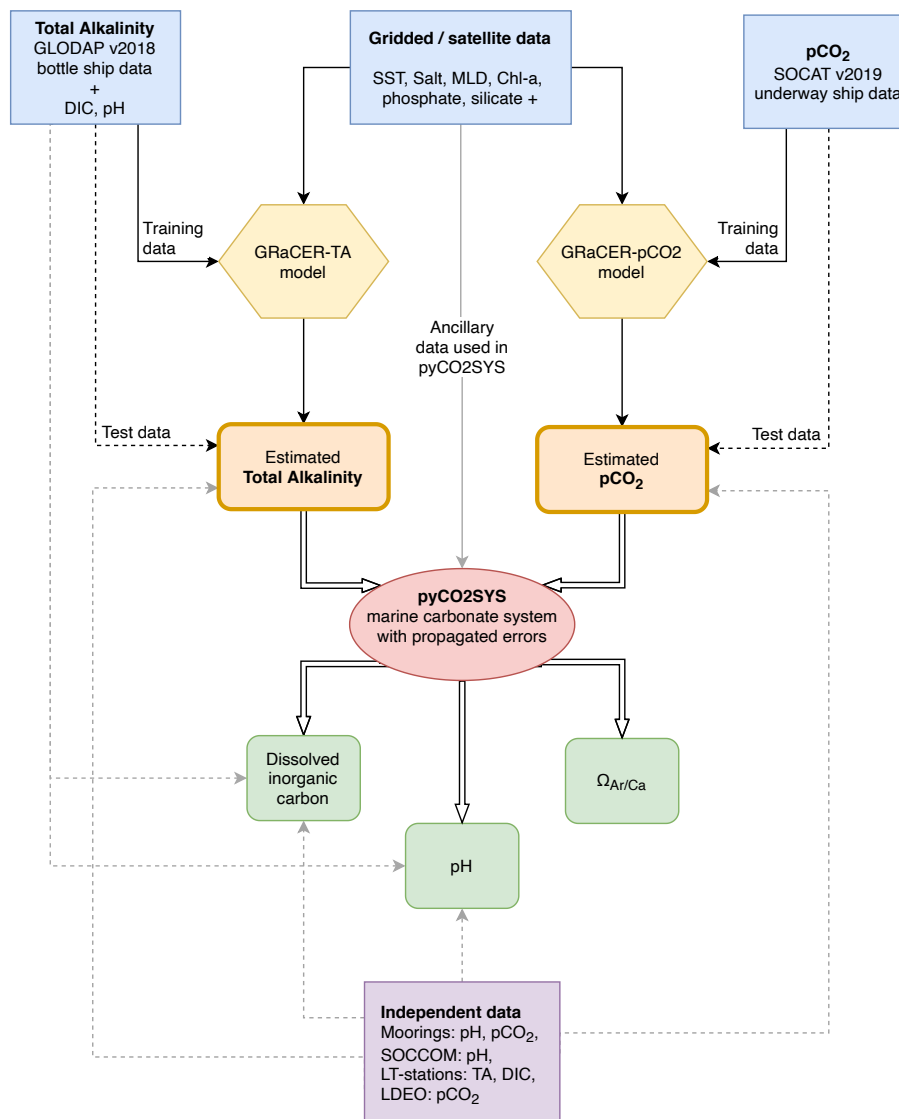 Total Alkalinity
GLODAP v2018
bottle ship data
+
DIC, pH
Gridded / satellite data
SST, Salt, MLD, Chl-a,
phosphate, silicate +
pCO₂
SOCAT v2019
underway ship data
Training
data
GRaCER-TA
model
GRaCER-pCO2
model
Training
data
Ancillary
data used in
pyCO2SYS
Test data
Estimated
Total Alkalinity
Estimated
pCO₂
Test data
pyCO2SYS
marine carbonate system
with propagated errors
Dissolved
inorganic
carbon
Ω Ar/Ca
pH
Independent data
Moorings: pH, pCO₂,
SOCCOM: pH,
LT-stations: TA, DIC,
LDEO: pCO₂